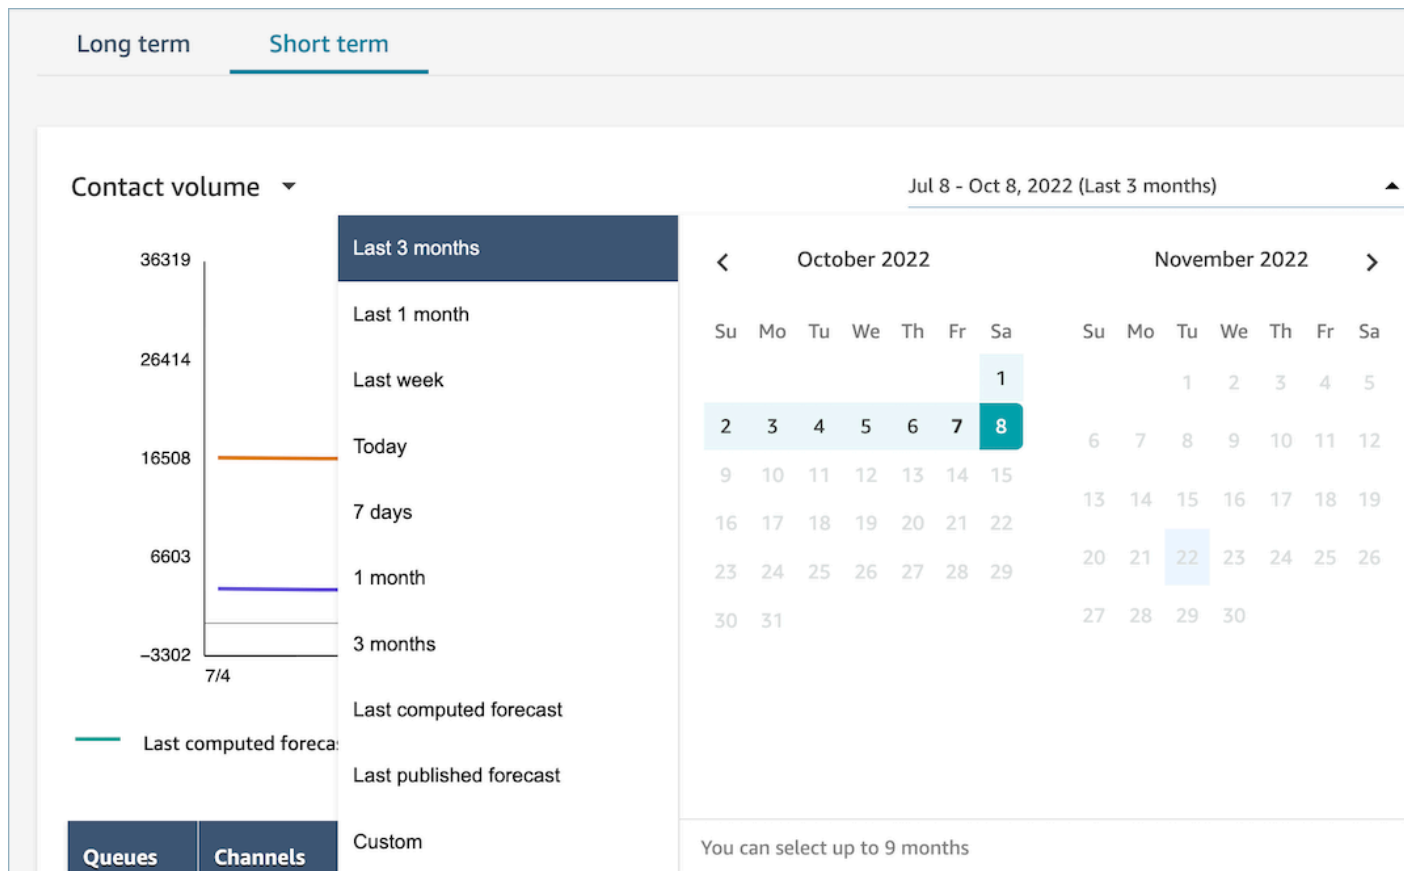 Long term Short term
Contact volume
Jul 8 - Oct 8, 2022 (Last 3 months)
36319
26414
16508
6603
−3302
7/4
Last computed foreca
Queues Channels
Last 3 months
Last 1 month
Last week
Today
7 days
1 month
3 months
Last computed forecast
Last published forecast
Custom
October 2022
Su Mo Tu We Th Fr Sa
1
2 3 4 5 6 7 8
9 10 11 12 13 14 15
16 17 18 19 20 21 22
23 24 25 26 27 28 29
30 31
November 2022
Su Mo Tu We Th Fr Sa
1 2 3 4 5
6 7 8 9 10 11 12
13 14 15 16 17 18 19
20 21 22 23 24 25 26
27 28 29 30
You can select up to 9 months